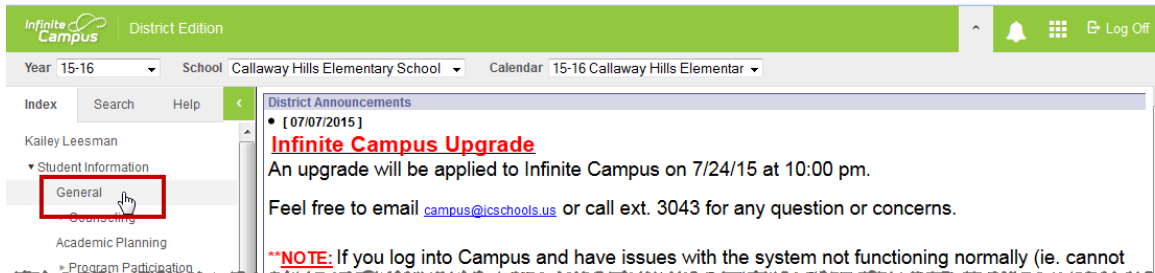 Infinite Campus District Edition Log Off
Year 15-16 School Callaway Hills Elementary School Calendar 15-16 Callaway Hills Elementar
Index Search Help
Kailey Leesman
Student Information
General
Counseling
Academic Planning
Program Participation
District Announcements
[07/07/2015]
Infinite Campus Upgrade
An upgrade will be applied to Infinite Campus on 7/24/15 at 10:00 pm.
Feel free to email campus@jcschools.us or call ext. 3043 for any question or concerns.
**NOTE: If you log into Campus and have issues with the system not functioning normally (ie. cannot